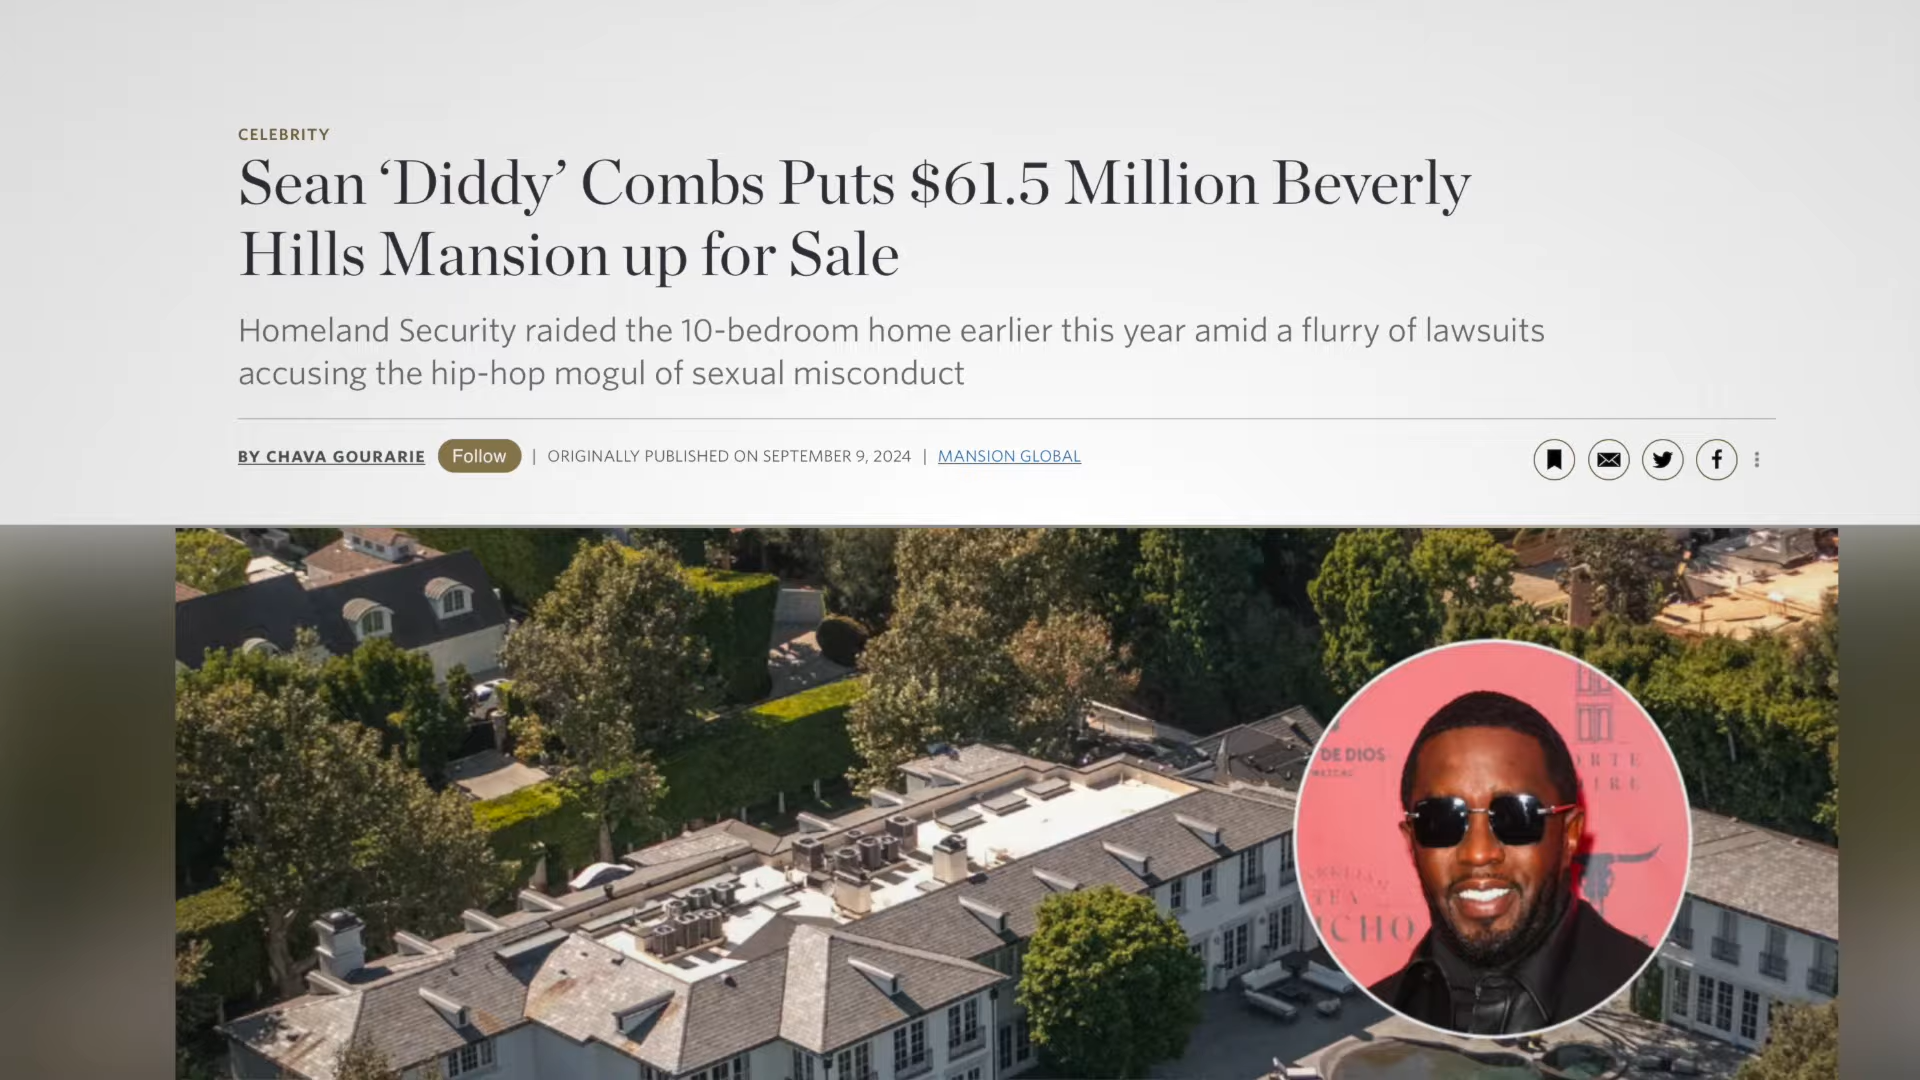 CELEBRITY
Sean ‘Diddy’ Combs Puts $61.5 Million Beverly
Hills Mansion up for Sale
Homeland Security raided the 10-bedroom home earlier this year amid a flurry of lawsuits
accusing the hip-hop mogul of sexual misconduct
BY CHAVA GOURARIE Follow | ORIGINALLY PUBLISHED ON SEPTEMBER 9, 2024 | MANSION GLOBAL
DE DIOS